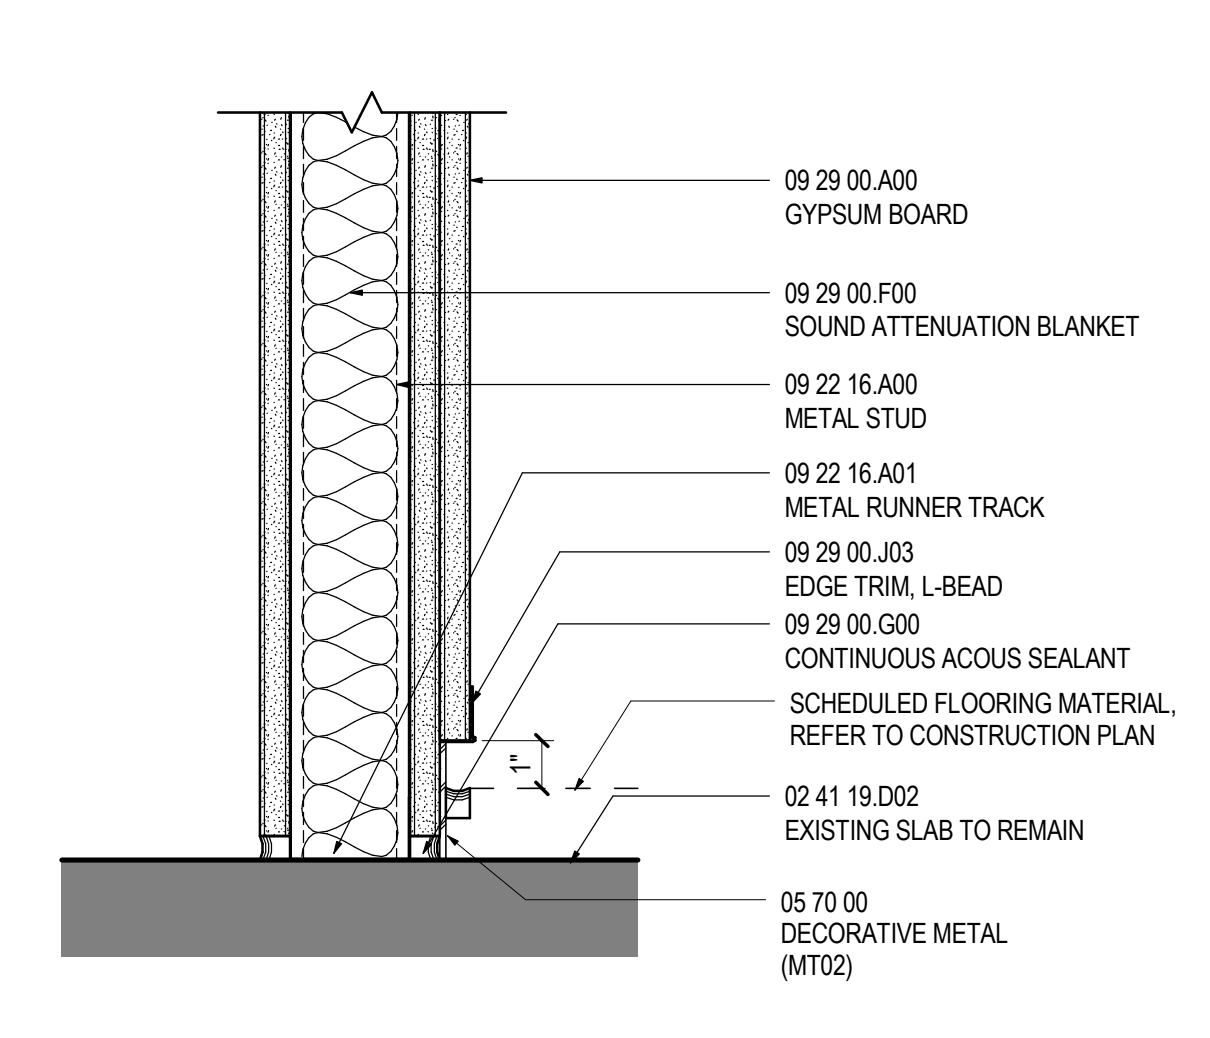 09 29 00.A00
GYPSUM BOARD
09 29 00.F00
SOUND ATTENUATION BLANKET
09 22 16.A00
METAL STUD
09 22 16.A01
METAL RUNNER TRACK
09 29 00.J03
EDGE TRIM, L-BEAD
09 29 00.G00
CONTINUOUS ACOUS SEALANT
SCHEDULED FLOORING MATERIAL,
REFER TO CONSTRUCTION PLAN
1"
02 41 19.D02
EXISTING SLAB TO REMAIN
05 70 00
DECORATIVE METAL
(MT02)